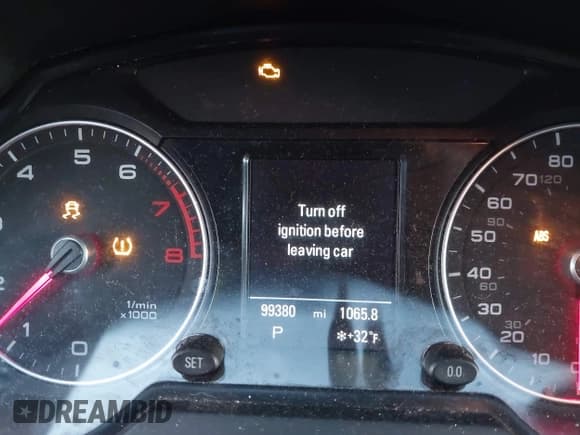 4 5 6 7 8
3
2
1
0
1/min
x1000
Turn off
ignition before
leaving car
99380 mi 1065.8
P ✻+32°F
SET
0.0
80
70 120
60
90
50
ABS
40
60
30
30
20
10
0
★DREAMBID